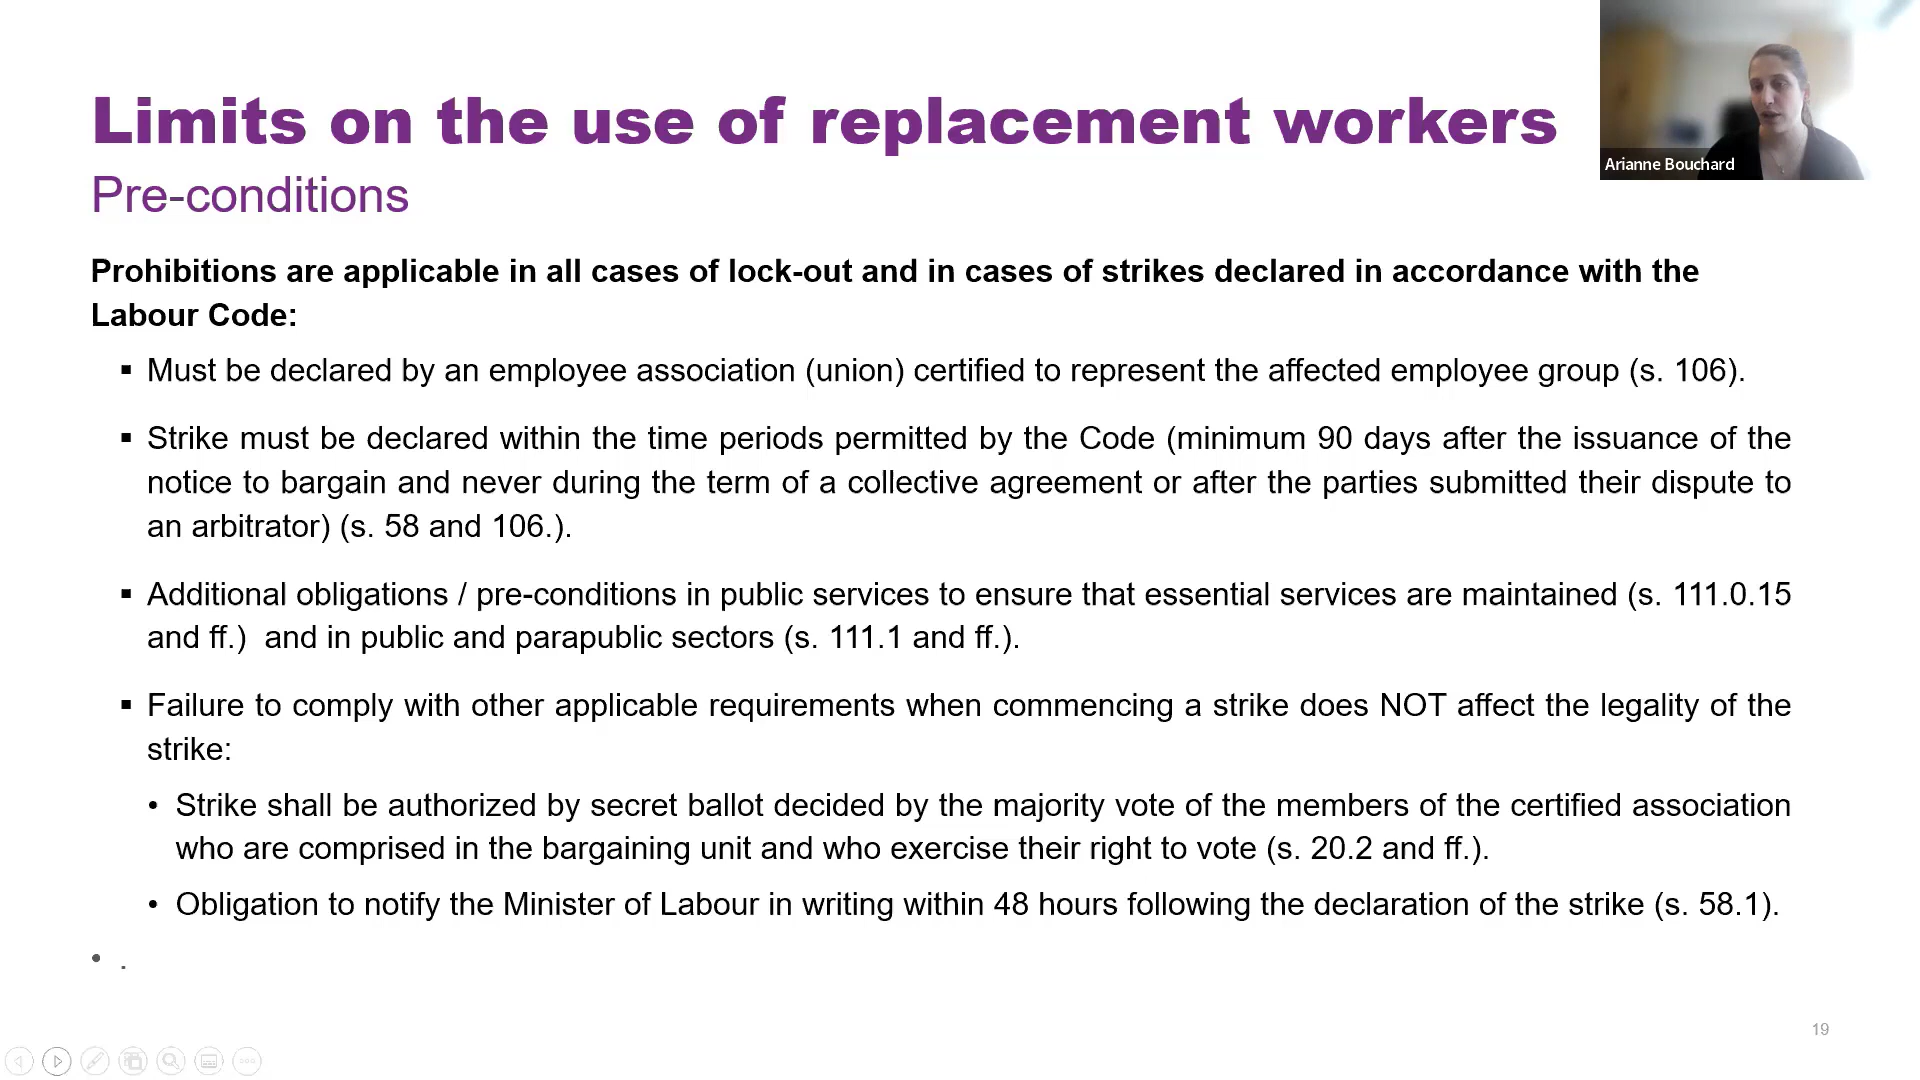 Limits on the use of replacement workers
Arianne Bouchard
Pre-conditions
Prohibitions are applicable in all cases of lock-out and in cases of strikes declared in accordance with the
Labour Code:
▪ Must be declared by an employee association (union) certified to represent the affected employee group (s. 106).
▪ Strike must be declared within the time periods permitted by the Code (minimum 90 days after the issuance of the
notice to bargain and never during the term of a collective agreement or after the parties submitted their dispute to
an arbitrator) (s. 58 and 106.).
▪ Additional obligations / pre-conditions in public services to ensure that essential services are maintained (s. 111.0.15
and ff.)  and in public and parapublic sectors (s. 111.1 and ff.).
▪ Failure to comply with other applicable requirements when commencing a strike does NOT affect the legality of the
strike:
• Strike shall be authorized by secret ballot decided by the majority vote of the members of the certified association
who are comprised in the bargaining unit and who exercise their right to vote (s. 20.2 and ff.).
• Obligation to notify the Minister of Labour in writing within 48 hours following the declaration of the strike (s. 58.1).
• .
19